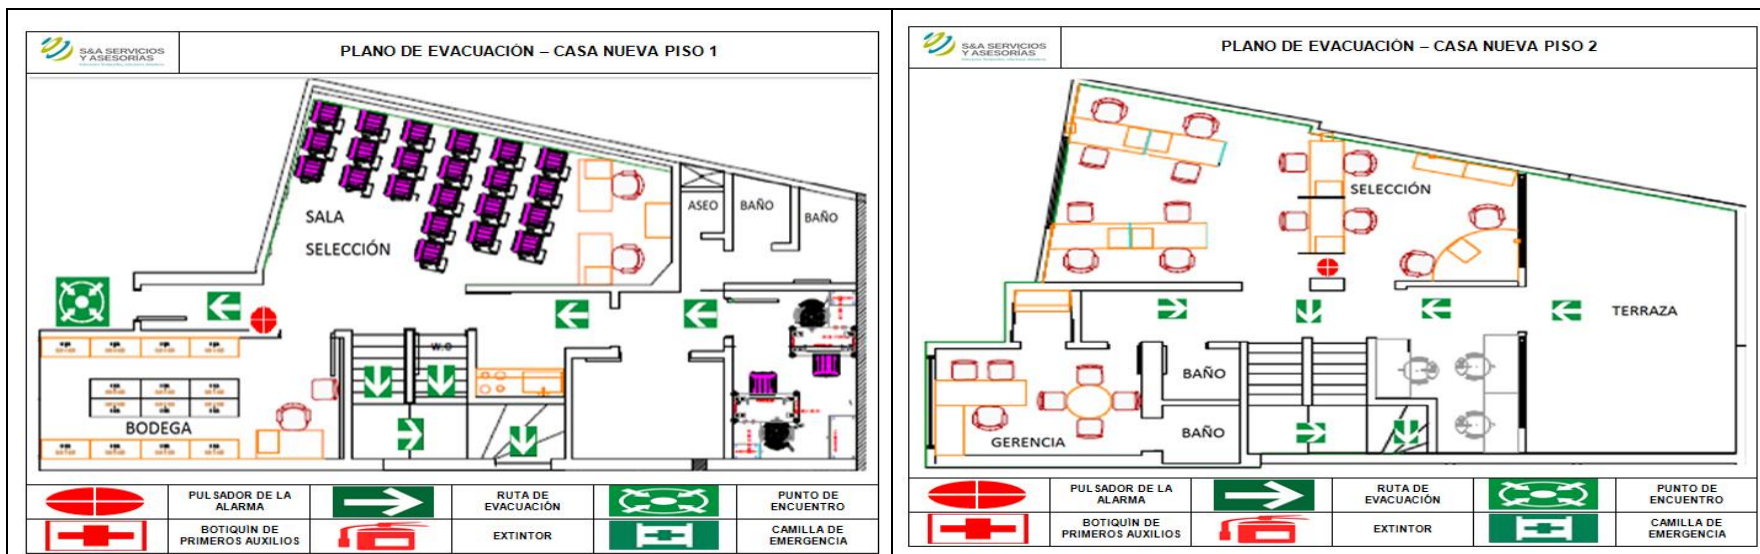 S&A SERVICIOS
Y ASESORÍAS
PLANO DE EVACUACIÓN – CASA NUEVA PISO 1
SALA
SELECCIÓN
ASEO
BAÑO
BAÑO
W.C
BODEGA
PULSADOR DE LA
ALARMA
RUTA DE
EVACUACIÓN
PUNTO DE
ENCUENTRO
BOTIQUÌN DE
PRIMEROS AUXILIOS
EXTINTOR
CAMILLA DE
EMERGENCIA
S&A SERVICIOS
Y ASESORÍAS
PLANO DE EVACUACIÓN – CASA NUEVA PISO 2
SELECCIÓN
TERRAZA
BAÑO
BAÑO
GERENCIA
PULSADOR DE LA
ALARMA
RUTA DE
EVACUACIÓN
PUNTO DE
ENCUENTRO
BOTIQUÌN DE
PRIMEROS AUXILIOS
EXTINTOR
CAMILLA DE
EMERGENCIA